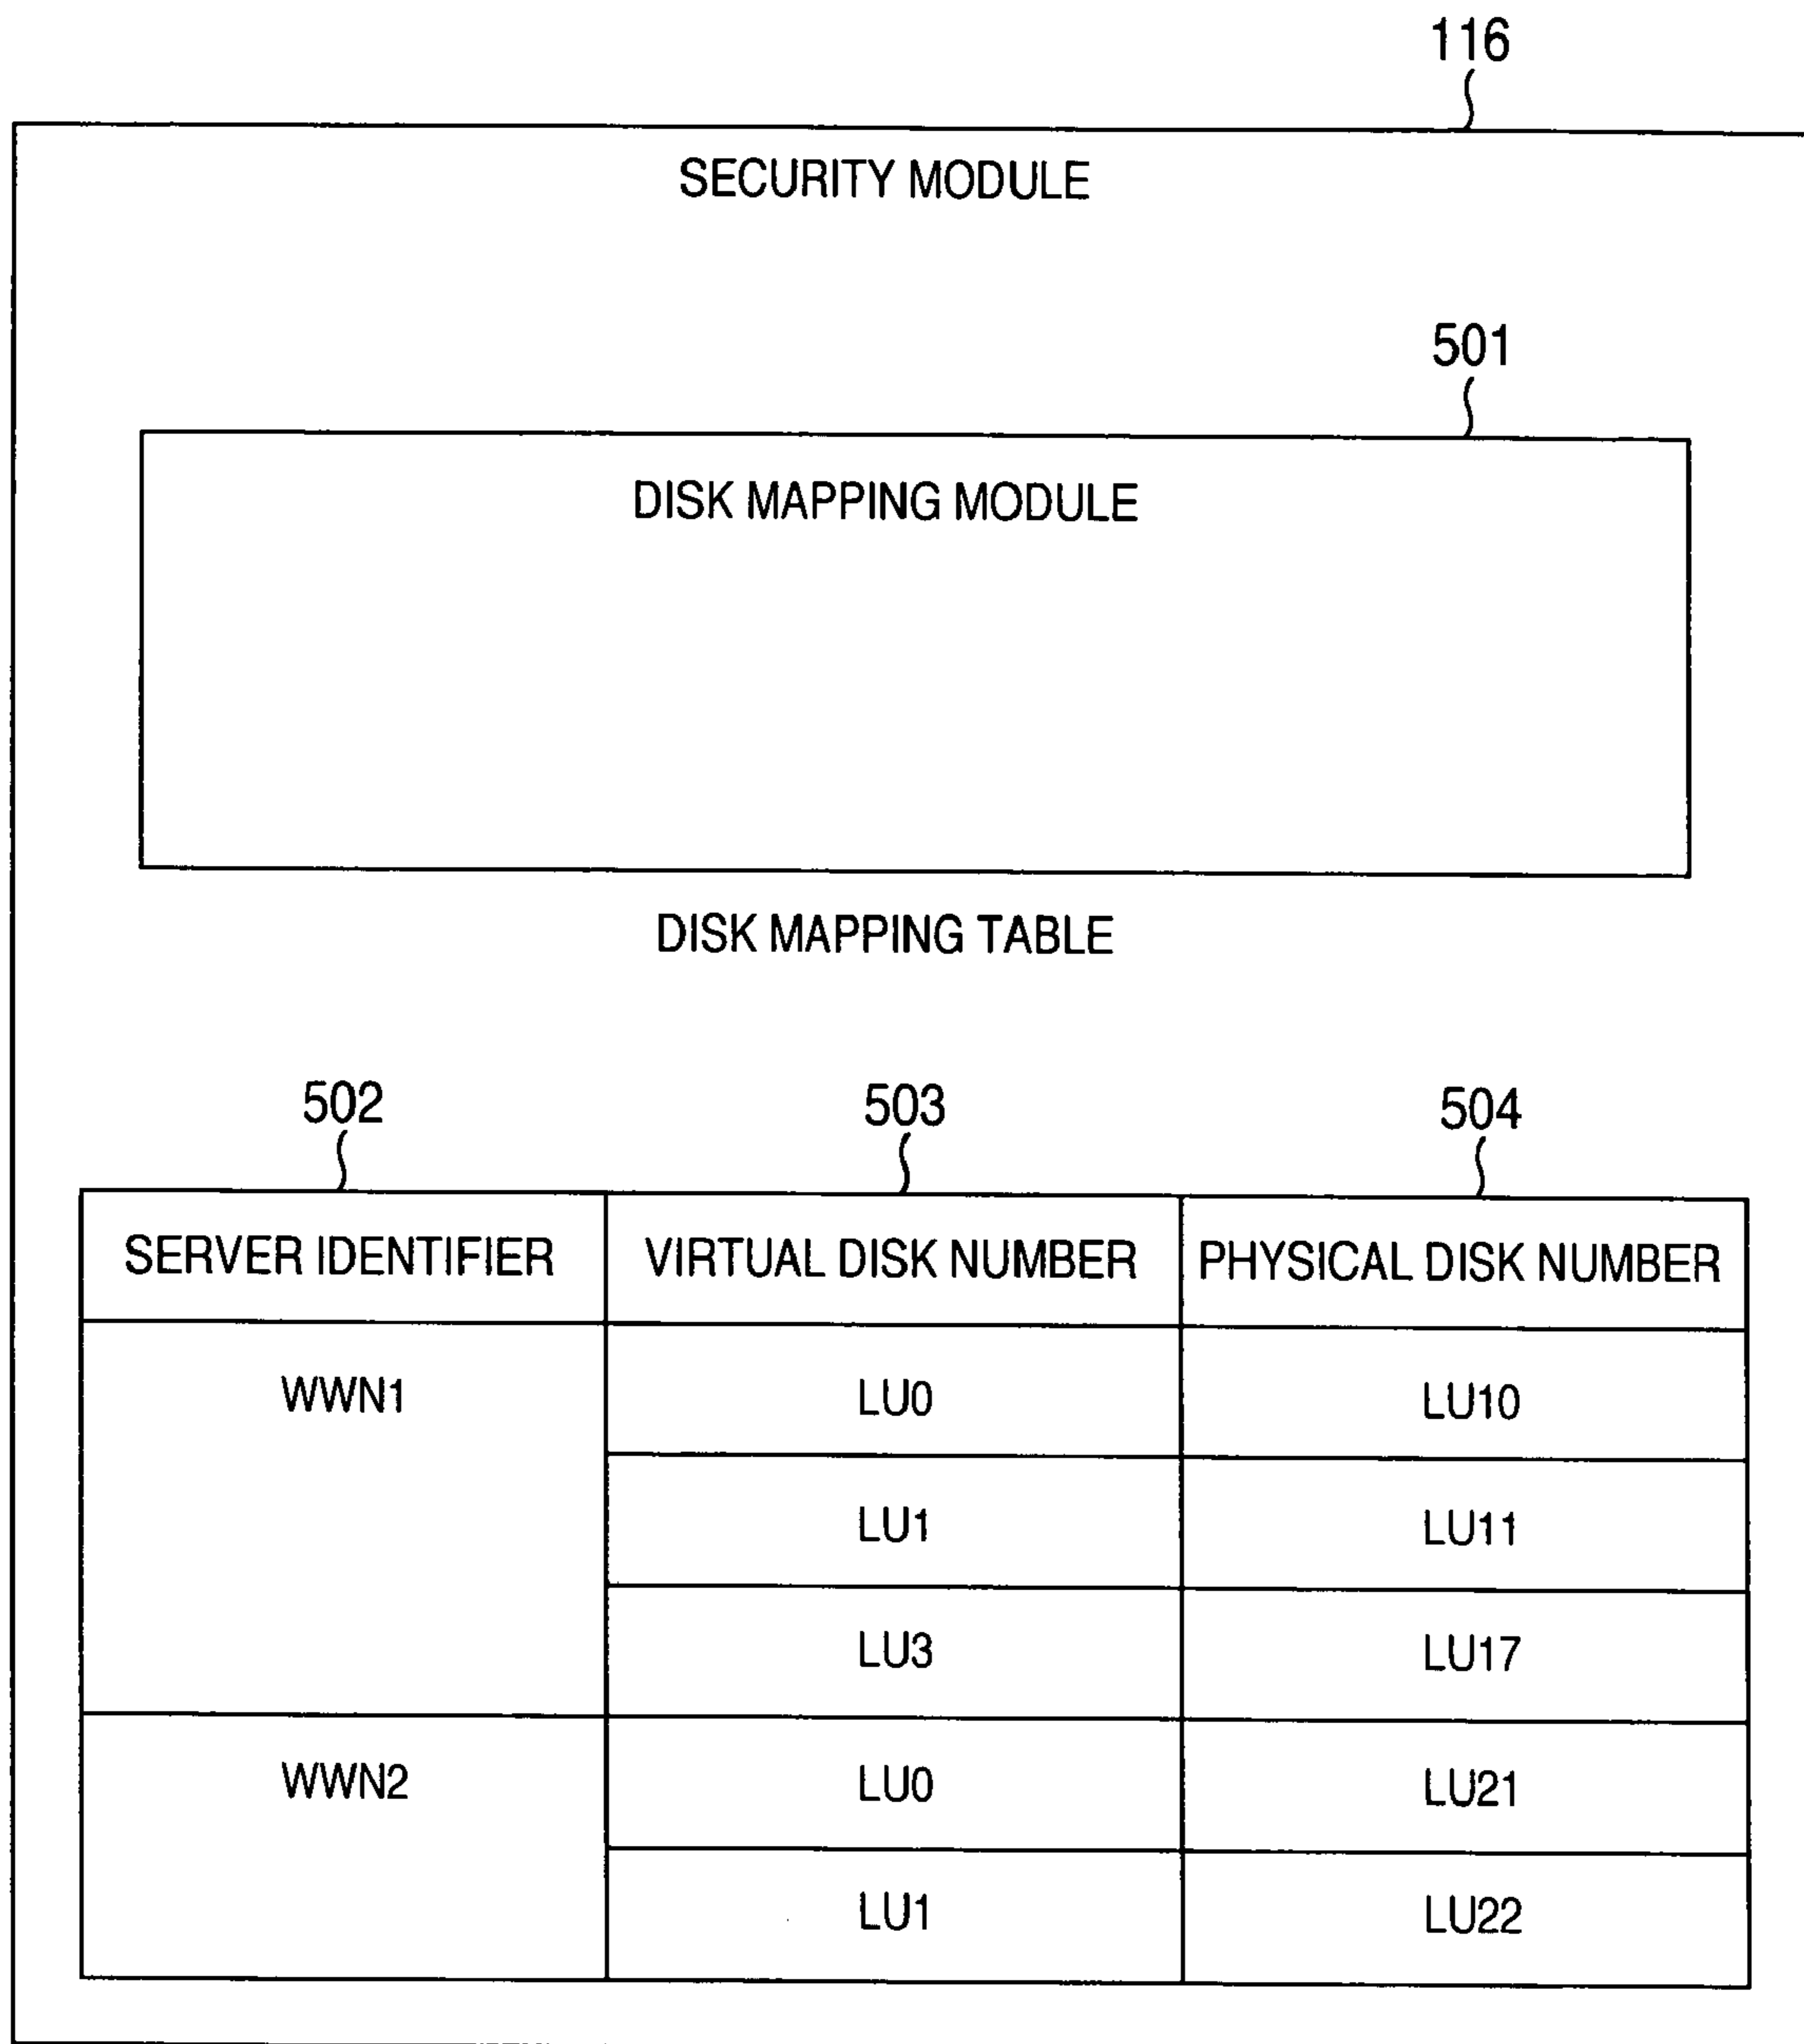 116
SECURITY MODULE
501
DISK MAPPING MODULE
DISK MAPPING TABLE
502 503 504
SERVER IDENTIFIER VIRTUAL DISK NUMBER PHYSICAL DISK NUMBER
WWN1 LU0 LU10
LU1 LU11
LU3 LU17
WWN2 LU0 LU21
LU1 LU22